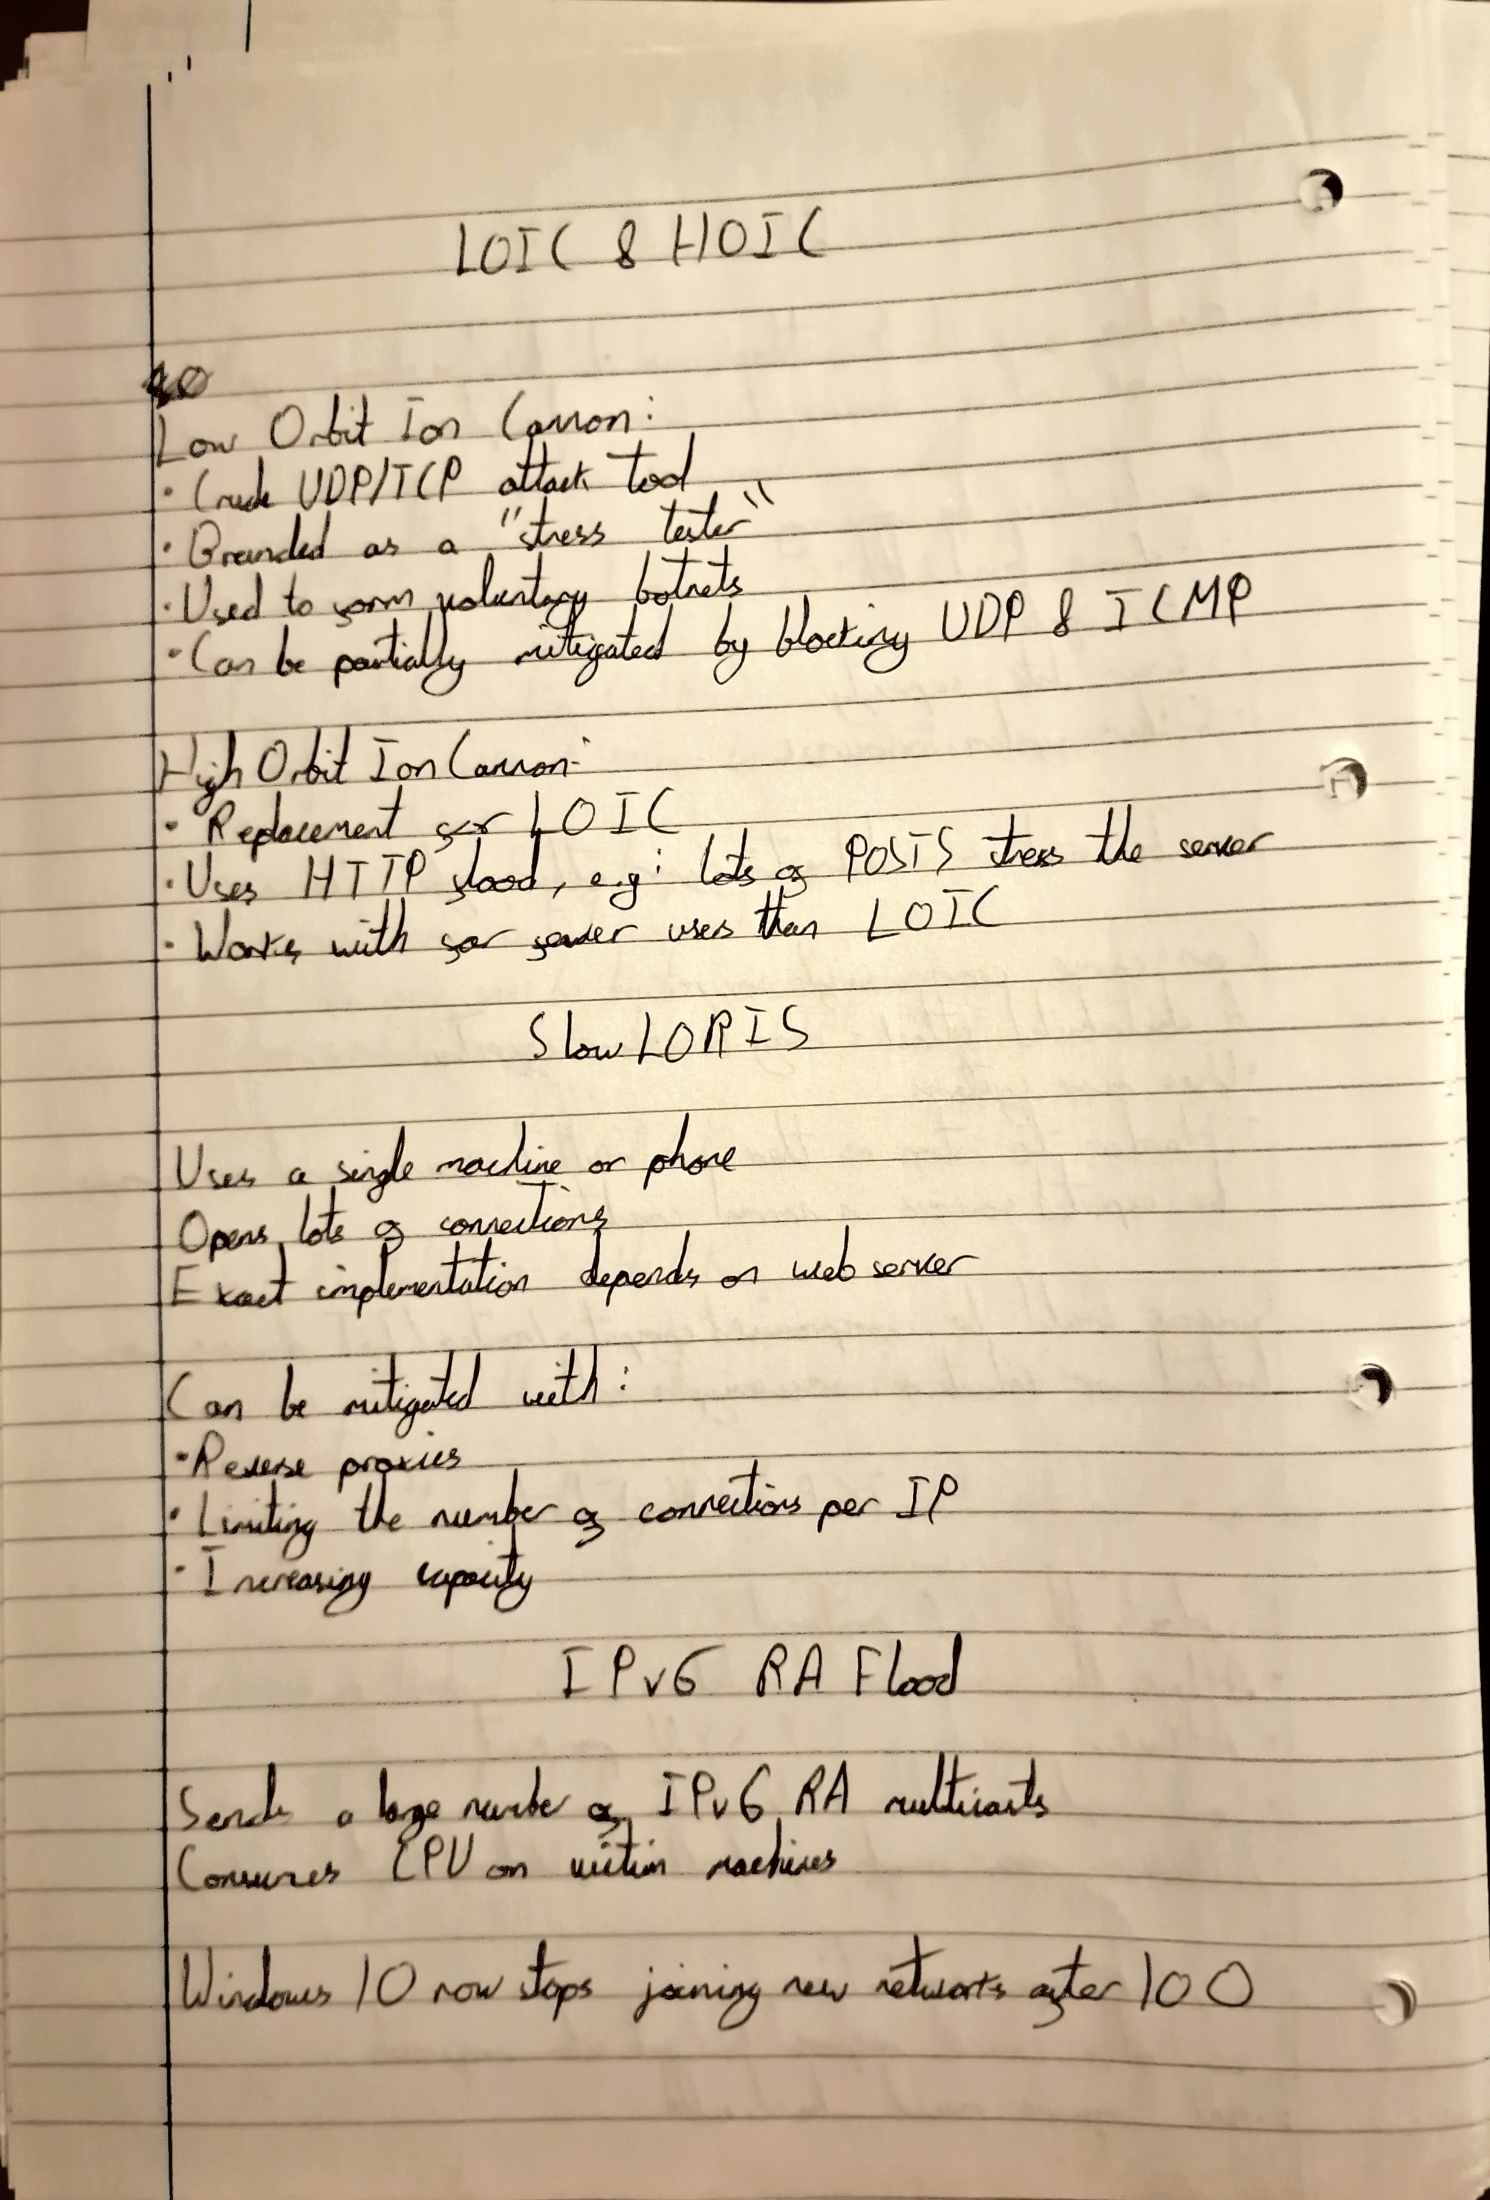 LOIC & HOIC
Low Orbit Ion Cannon:
· Crude UDP/TCP attack tool
· Branded as a "stress tester"
· Used to form voluntary botnets
· Can be partially mitigated by blocking UDP & ICMP
High Orbit Ion Cannon:
· Replacement for LOIC
· Uses HTTP flood, e.g: lots of POSTS stress the server
· Works with far fewer users than LOIC
SlowLORIS
Uses a single machine or phone
Opens lots of connections
Exact implementation depends on web server
Can be mitigated with:
· Reverse proxies
· Limiting the number of connections per IP
· Increasing capacity
IPv6 RA Flood
Sends a large number of IPv6 RA multicasts
Consumes CPU on victim machines
Windows 10 now stops joining new networks after 100